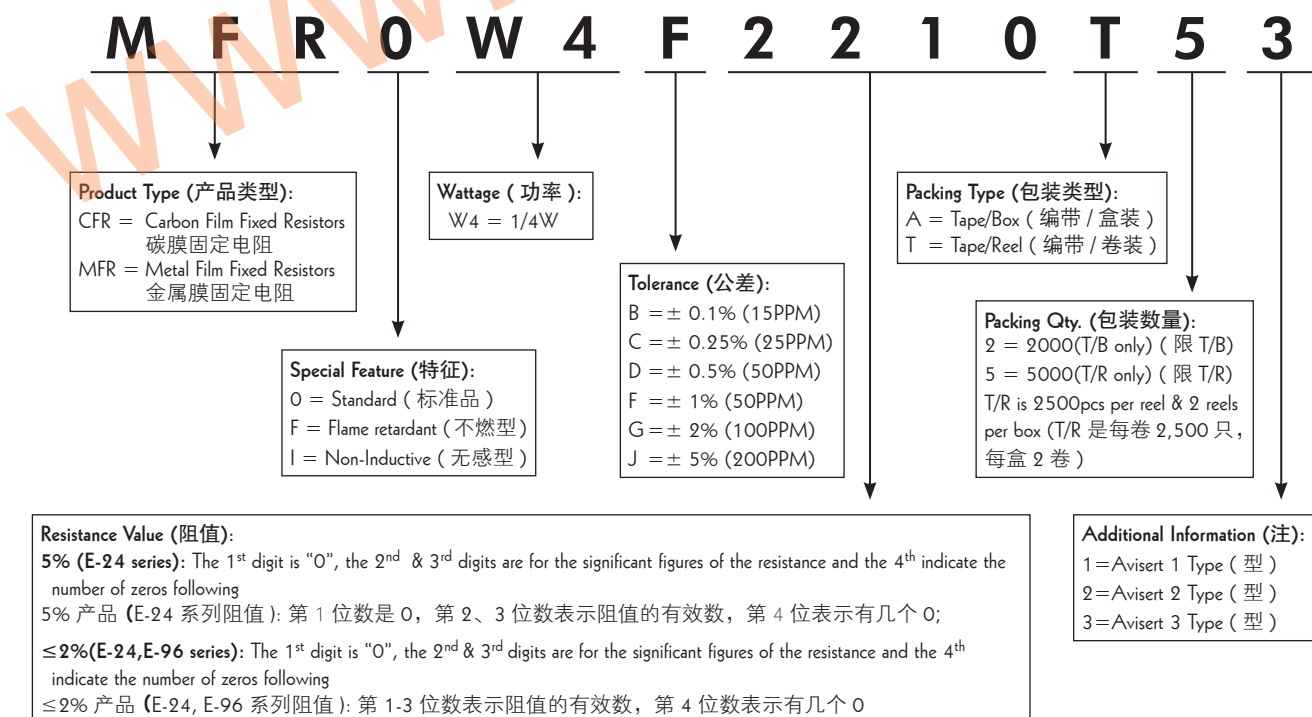 WWW
M F R 0 W 4 F 2 2 1 0 T 5 3
Product Type (产品类型):
CFR = Carbon Film Fixed Resistors
碳膜固定电阻
MFR = Metal Film Fixed Resistors
金属膜固定电阻
Wattage ( 功率 ):
W4 = 1/4W
Packing Type (包装类型):
A = Tape/Box ( 编带 / 盒装 )
T = Tape/Reel ( 编带 / 卷装 )
Special Feature (特征):
0 = Standard ( 标准品 )
F = Flame retardant ( 不燃型 )
I = Non-Inductive ( 无感型 )
Tolerance (公差):
B =± 0.1% (15PPM)
C =± 0.25% (25PPM)
D =± 0.5% (50PPM)
F =± 1% (50PPM)
G =± 2% (100PPM)
J =± 5% (200PPM)
Packing Qty. (包装数量):
2 = 2000(T/B only) ( 限 T/B)
5 = 5000(T/R only) ( 限 T/R)
T/R is 2500pcs per reel & 2 reels
per box (T/R 是每卷 2,500 只，
每盒 2 卷 )
Resistance Value (阻值):
5% (E-24 series): The 1st digit is “0”, the 2nd & 3rd digits are for the significant figures of the resistance and the 4th indicate the
number of zeros following
5% 产品 (E-24 系列阻值 ): 第 1 位数是 0，第 2、3 位数表示阻值的有效数，第 4 位表示有几个 0;
≤2%(E-24,E-96 series): The 1st digit is “0”, the 2nd & 3rd digits are for the significant figures of the resistance and the 4th
indicate the number of zeros following
≤2% 产品 (E-24, E-96 系列阻值 ): 第 1-3 位数表示阻值的有效数，第 4 位数表示有几个 0
Additional Information (注):
1=Avisert 1 Type ( 型 )
2=Avisert 2 Type ( 型 )
3=Avisert 3 Type ( 型 )